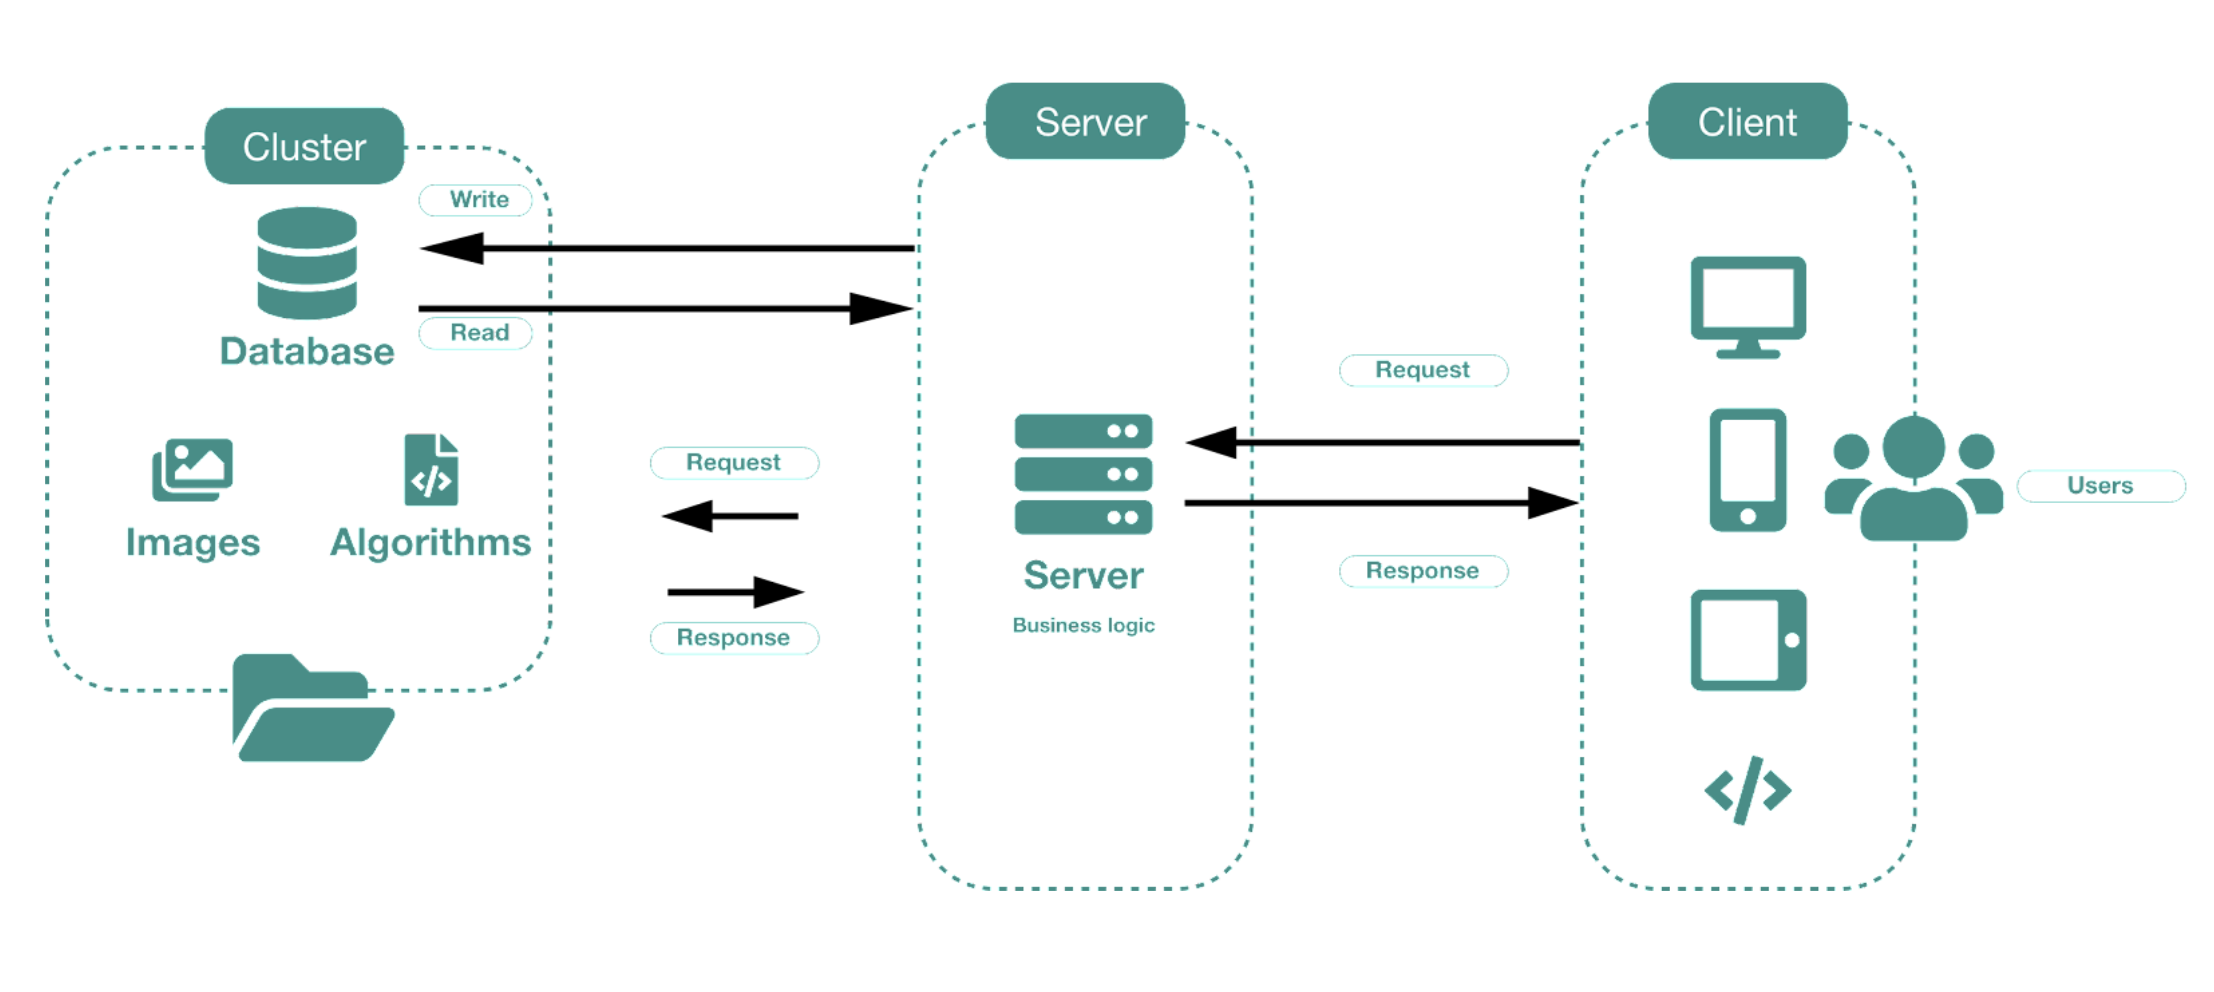 Cluster
Write
Database
Read
Images
Algorithms
Request
Response
Server
Server
Business logic
Request
Response
Client
Users